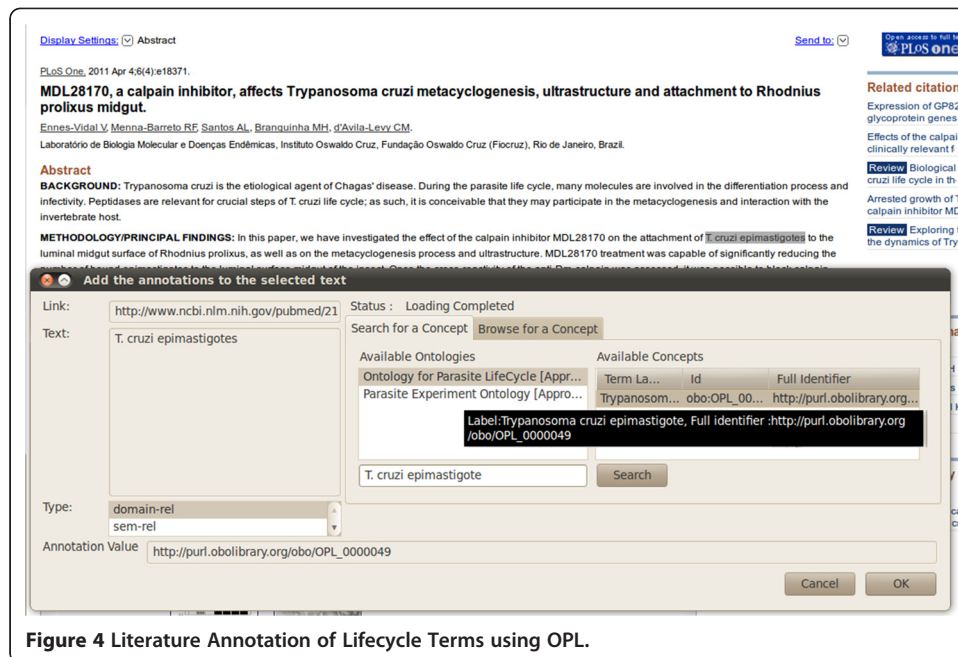 Display Settings: Abstract
Send to:
Open access to full te
PLoS one
PLoS One. 2011 Apr 4;6(4):e18371.
MDL28170, a calpain inhibitor, affects Trypanosoma cruzi metacyclogenesis, ultrastructure and attachment to Rhodnius
prolixus midgut.
Ennes-Vidal V, Menna-Barreto RF, Santos AL, Branquinha MH, d'Avila-Levy CM.
Laboratório de Biologia Molecular e Doenças Endêmicas, Instituto Oswaldo Cruz, Fundação Oswaldo Cruz (Fiocruz), Rio de Janeiro, Brazil.
Abstract
BACKGROUND: Trypanosoma cruzi is the etiological agent of Chagas' disease. During the parasite life cycle, many molecules are involved in the differentiation process and
infectivity. Peptidases are relevant for crucial steps of T. cruzi life cycle; as such, it is conceivable that they may participate in the metacyclogenesis and interaction with the
invertebrate host.
METHODOLOGY/PRINCIPAL FINDINGS: In this paper, we have investigated the effect of the calpain inhibitor MDL28170 on the attachment of T. cruzi epimastigotes to the
luminal midgut surface of Rhodnius prolixus, as well as on the metacyclogenesis process and ultrastructure. MDL28170 treatment was capable of significantly reducing the
Related citation
Expression of GP82
glycoprotein genes
Effects of the calpai
clinically relevant f
Review Biological
cruzi life cycle in th
Arrested growth of T
calpain inhibitor MD
Review Exploring
the dynamics of Try
Add the annotations to the selected text
Link:
http://www.ncbi.nlm.nih.gov/pubmed/21
Text:
T. cruzi epimastigotes
Status : Loading Completed
Search for a Concept Browse for a Concept
Available Ontologies
Ontology for Parasite LifeCycle [Appr...
Parasite Experiment Ontology [Appro...
Available Concepts
Term La... Id Full Identifier
Trypanosom... obo:OPL_00... http://purl.obolibrary.org...
Label:Trypanosoma cruzi epimastigote, Full identifier :http://purl.obolibrary.org
/obo/OPL_0000049
T. cruzi epimastigote
Search
Type:
domain-rel
sem-rel
Annotation Value
http://purl.obolibrary.org/obo/OPL_0000049
Cancel
OK
Figure 4 Literature Annotation of Lifecycle Terms using OPL.